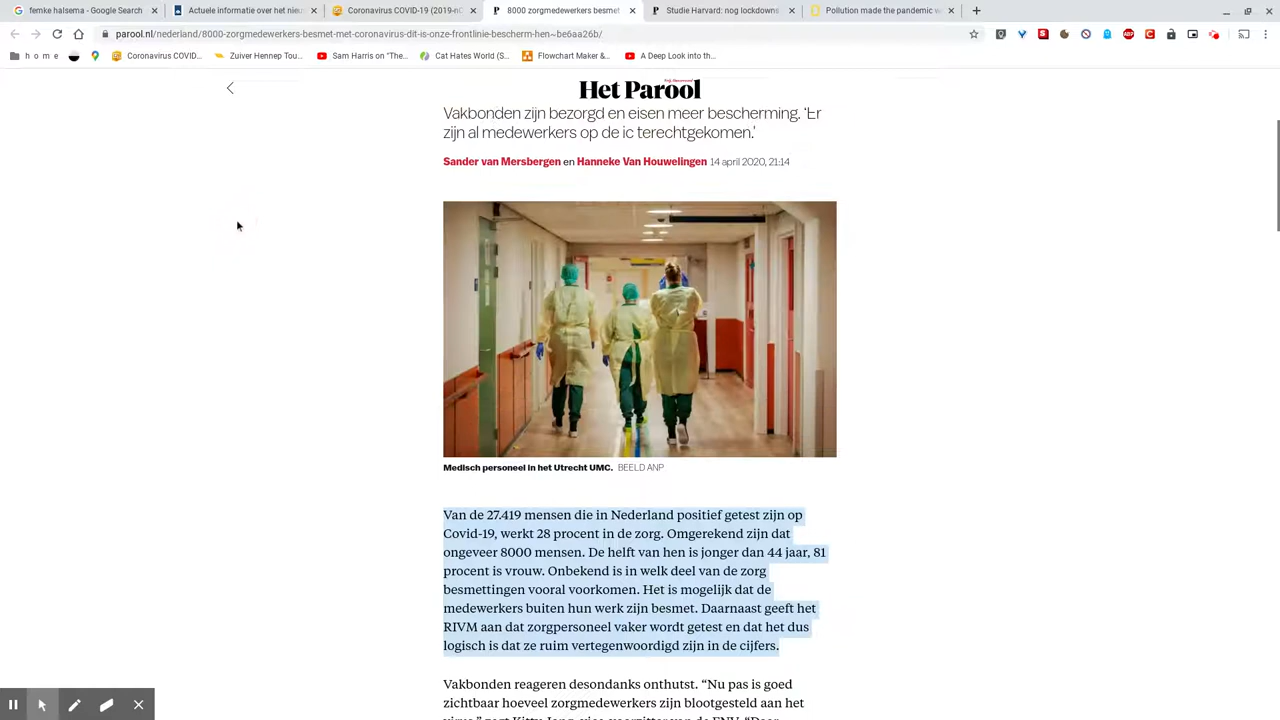 femke halsema - Google Search
Actuele informatie over het nieu
Coronavirus COVID-19 (2019-nC
8000 zorgmedewerkers besmet
Studie Harvard: nog lockdowns
Pollution made the pandemic w
parool.nl/nederland/8000-zorgmedewerkers-besmet-met-coronavirus-dit-is-onze-frontlinie-bescherm-hen~be6aa26b/
h o m e
Coronavirus COVID...
Zuiver Hennep Tou...
Sam Harris on "The...
Cat Hates World (S...
Flowchart Maker &...
A Deep Look into th...
Het Parool
Vakbonden zijn bezorgd en eisen meer bescherming. ‘Er
zijn al medewerkers op de ic terechtgekomen.’
Sander van Mersbergen en Hanneke Van Houwelingen 14 april 2020, 21:14
Medisch personeel in het Utrecht UMC. BEELD ANP
Van de 27.419 mensen die in Nederland positief getest zijn op
Covid-19, werkt 28 procent in de zorg. Omgerekend zijn dat
ongeveer 8000 mensen. De helft van hen is jonger dan 44 jaar, 81
procent is vrouw. Onbekend is in welk deel van de zorg
besmettingen vooral voorkomen. Het is mogelijk dat de
medewerkers buiten hun werk zijn besmet. Daarnaast geeft het
RIVM aan dat zorgpersoneel vaker wordt getest en dat het dus
logisch is dat ze ruim vertegenwoordigd zijn in de cijfers.
Vakbonden reageren desondanks onthutst. “Nu pas is goed
zichtbaar hoeveel zorgmedewerkers zijn blootgesteld aan het